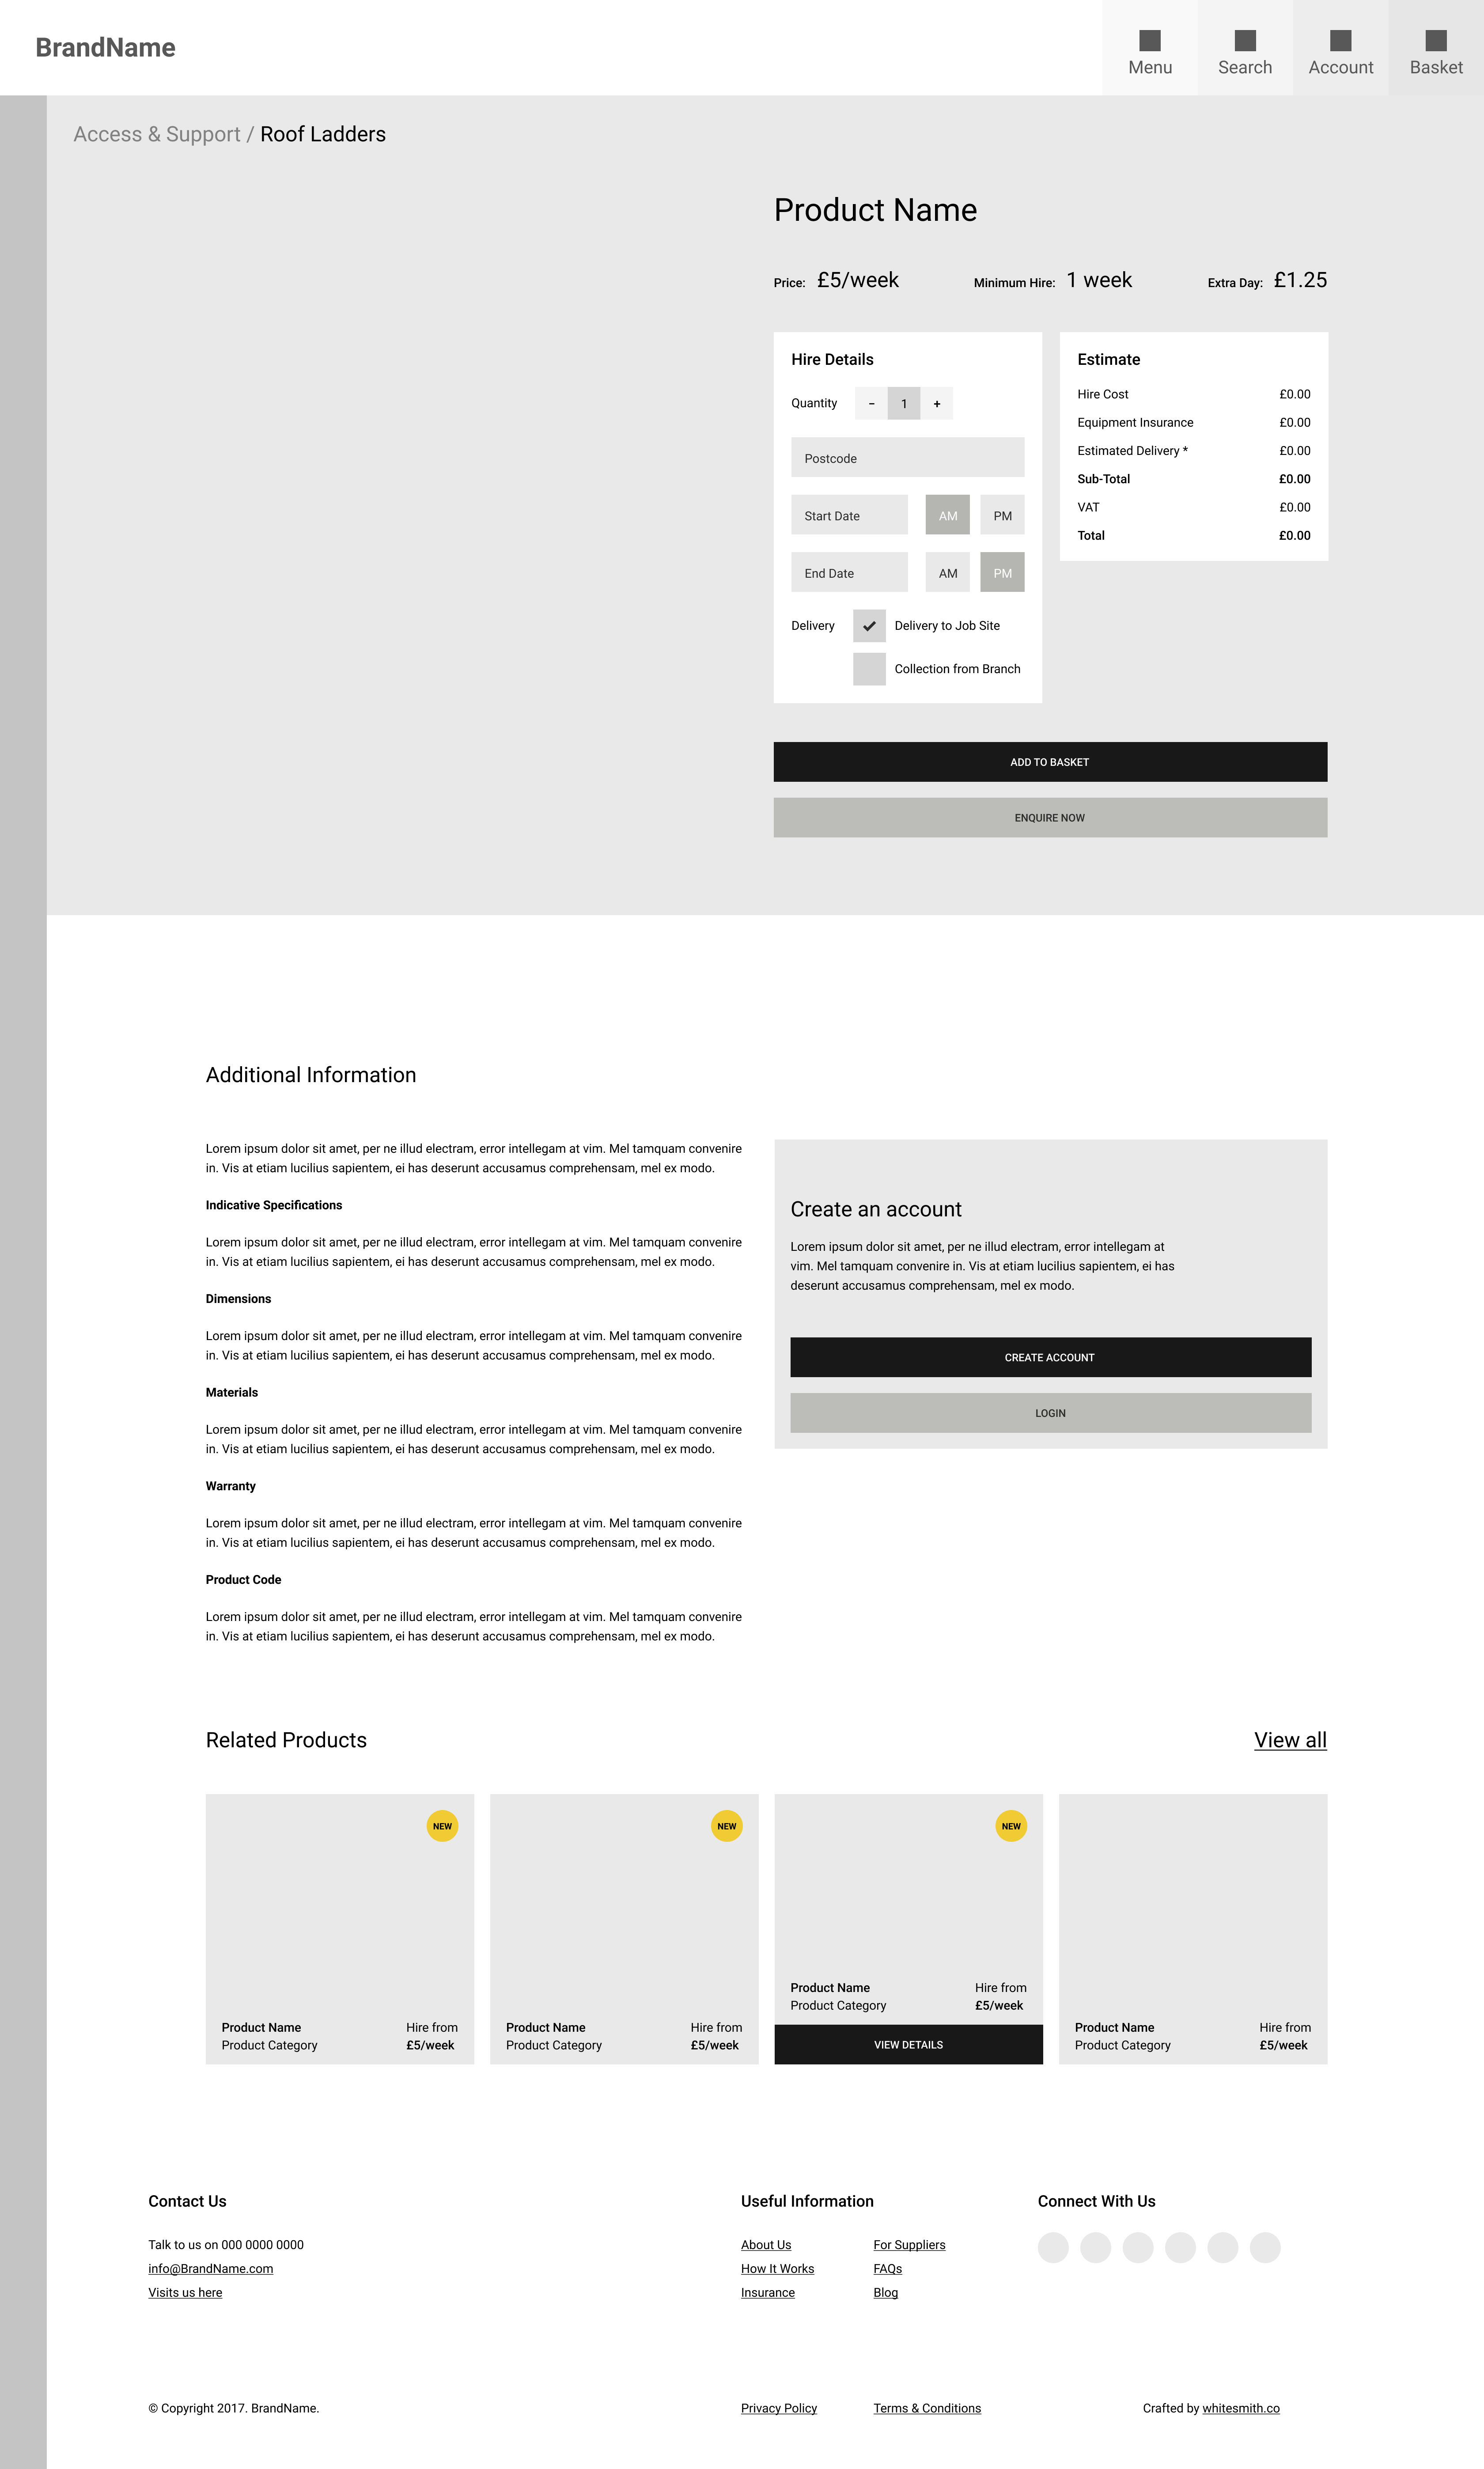 BrandName
Menu
Search
Account
Basket
Access & Support / Roof Ladders
Product Name
Price: £5/week
Minimum Hire: 1 week
Extra Day: £1.25
Hire Details
Quantity - 1 +
Postcode
Start Date AM PM
End Date AM PM
Delivery Delivery to Job Site
Collection from Branch
Estimate
Hire Cost £0.00
Equipment Insurance £0.00
Estimated Delivery * £0.00
Sub-Total £0.00
VAT £0.00
Total £0.00
ADD TO BASKET
ENQUIRE NOW
Additional Information
Lorem ipsum dolor sit amet, per ne illud electram, error intellegam at vim. Mel tamquam convenire
in. Vis at etiam lucilius sapientem, ei has deserunt accusamus comprehensam, mel ex modo.
Indicative Specifications
Lorem ipsum dolor sit amet, per ne illud electram, error intellegam at vim. Mel tamquam convenire
in. Vis at etiam lucilius sapientem, ei has deserunt accusamus comprehensam, mel ex modo.
Dimensions
Lorem ipsum dolor sit amet, per ne illud electram, error intellegam at vim. Mel tamquam convenire
in. Vis at etiam lucilius sapientem, ei has deserunt accusamus comprehensam, mel ex modo.
Materials
Lorem ipsum dolor sit amet, per ne illud electram, error intellegam at vim. Mel tamquam convenire
in. Vis at etiam lucilius sapientem, ei has deserunt accusamus comprehensam, mel ex modo.
Warranty
Lorem ipsum dolor sit amet, per ne illud electram, error intellegam at vim. Mel tamquam convenire
in. Vis at etiam lucilius sapientem, ei has deserunt accusamus comprehensam, mel ex modo.
Product Code
Lorem ipsum dolor sit amet, per ne illud electram, error intellegam at vim. Mel tamquam convenire
in. Vis at etiam lucilius sapientem, ei has deserunt accusamus comprehensam, mel ex modo.
Create an account
Lorem ipsum dolor sit amet, per ne illud electram, error intellegam at
vim. Mel tamquam convenire in. Vis at etiam lucilius sapientem, ei has
deserunt accusamus comprehensam, mel ex modo.
CREATE ACCOUNT
LOGIN
Related Products
View all
NEW
Product Name Hire from
Product Category £5/week
NEW
Product Name Hire from
Product Category £5/week
NEW
Product Name Hire from
Product Category £5/week
VIEW DETAILS
Product Name Hire from
Product Category £5/week
Contact Us
Talk to us on 000 0000 0000
info@BrandName.com
Visits us here
Useful Information
About Us
How It Works
Insurance
For Suppliers
FAQs
Blog
Connect With Us
© Copyright 2017. BrandName.
Privacy Policy
Terms & Conditions
Crafted by whitesmith.co